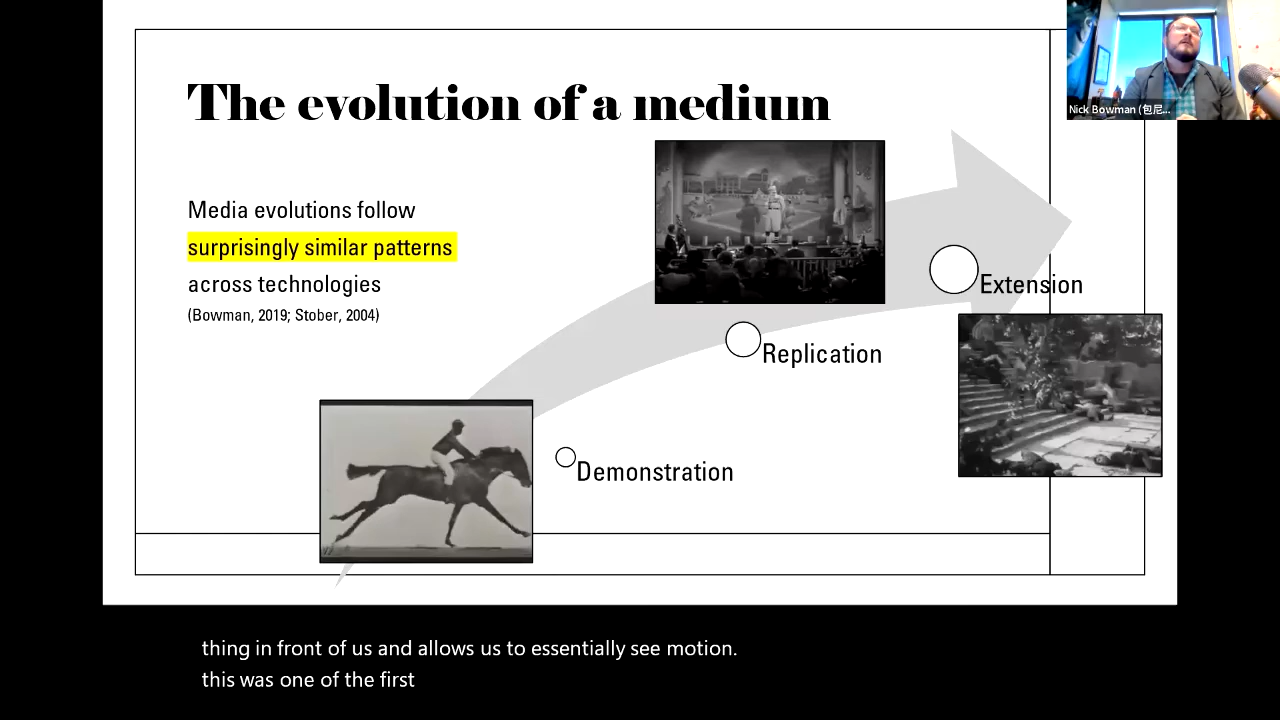 The evolution of a medium
Nick Bowman (包尼...
Media evolutions follow
surprisingly similar patterns
across technologies
(Bowman, 2019; Stober, 2004)
Extension
Replication
Demonstration
thing in front of us and allows us to essentially see motion.
this was one of the first